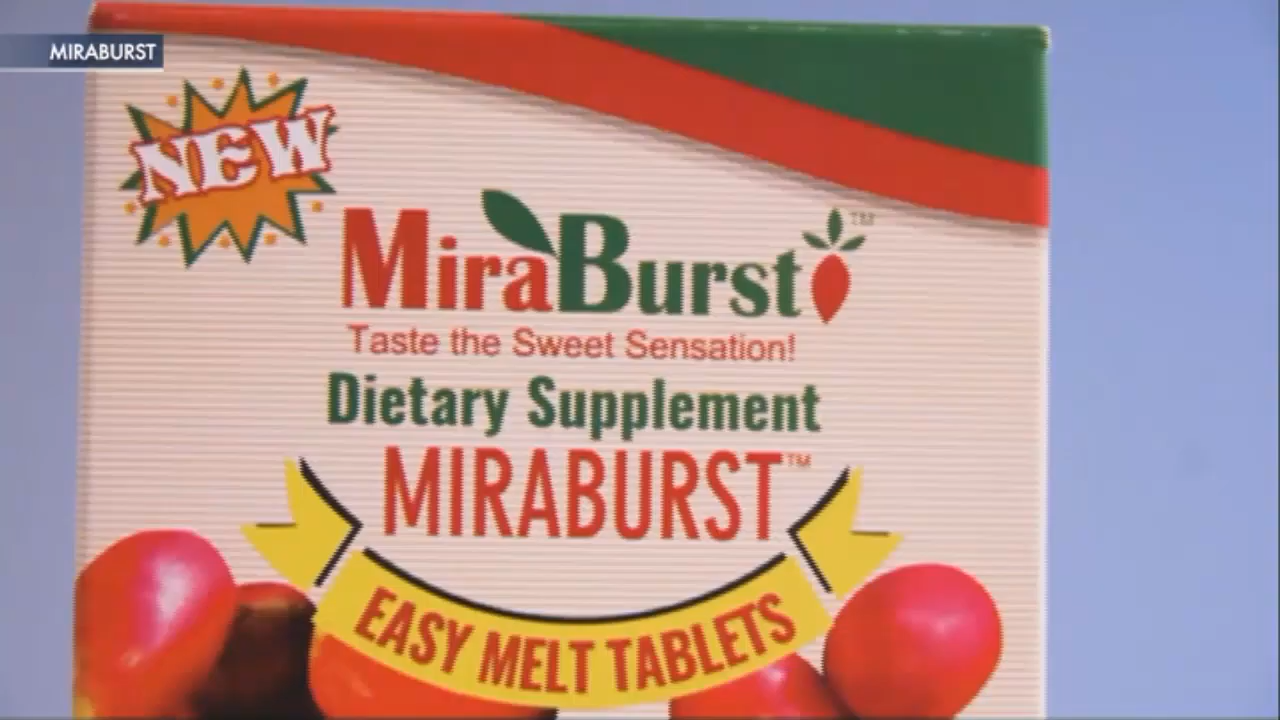 MIRABURST
NEW
MiraBurst™
Taste the Sweet Sensation!
Dietary Supplement
MIRABURST™
EASY MELT TABLETS